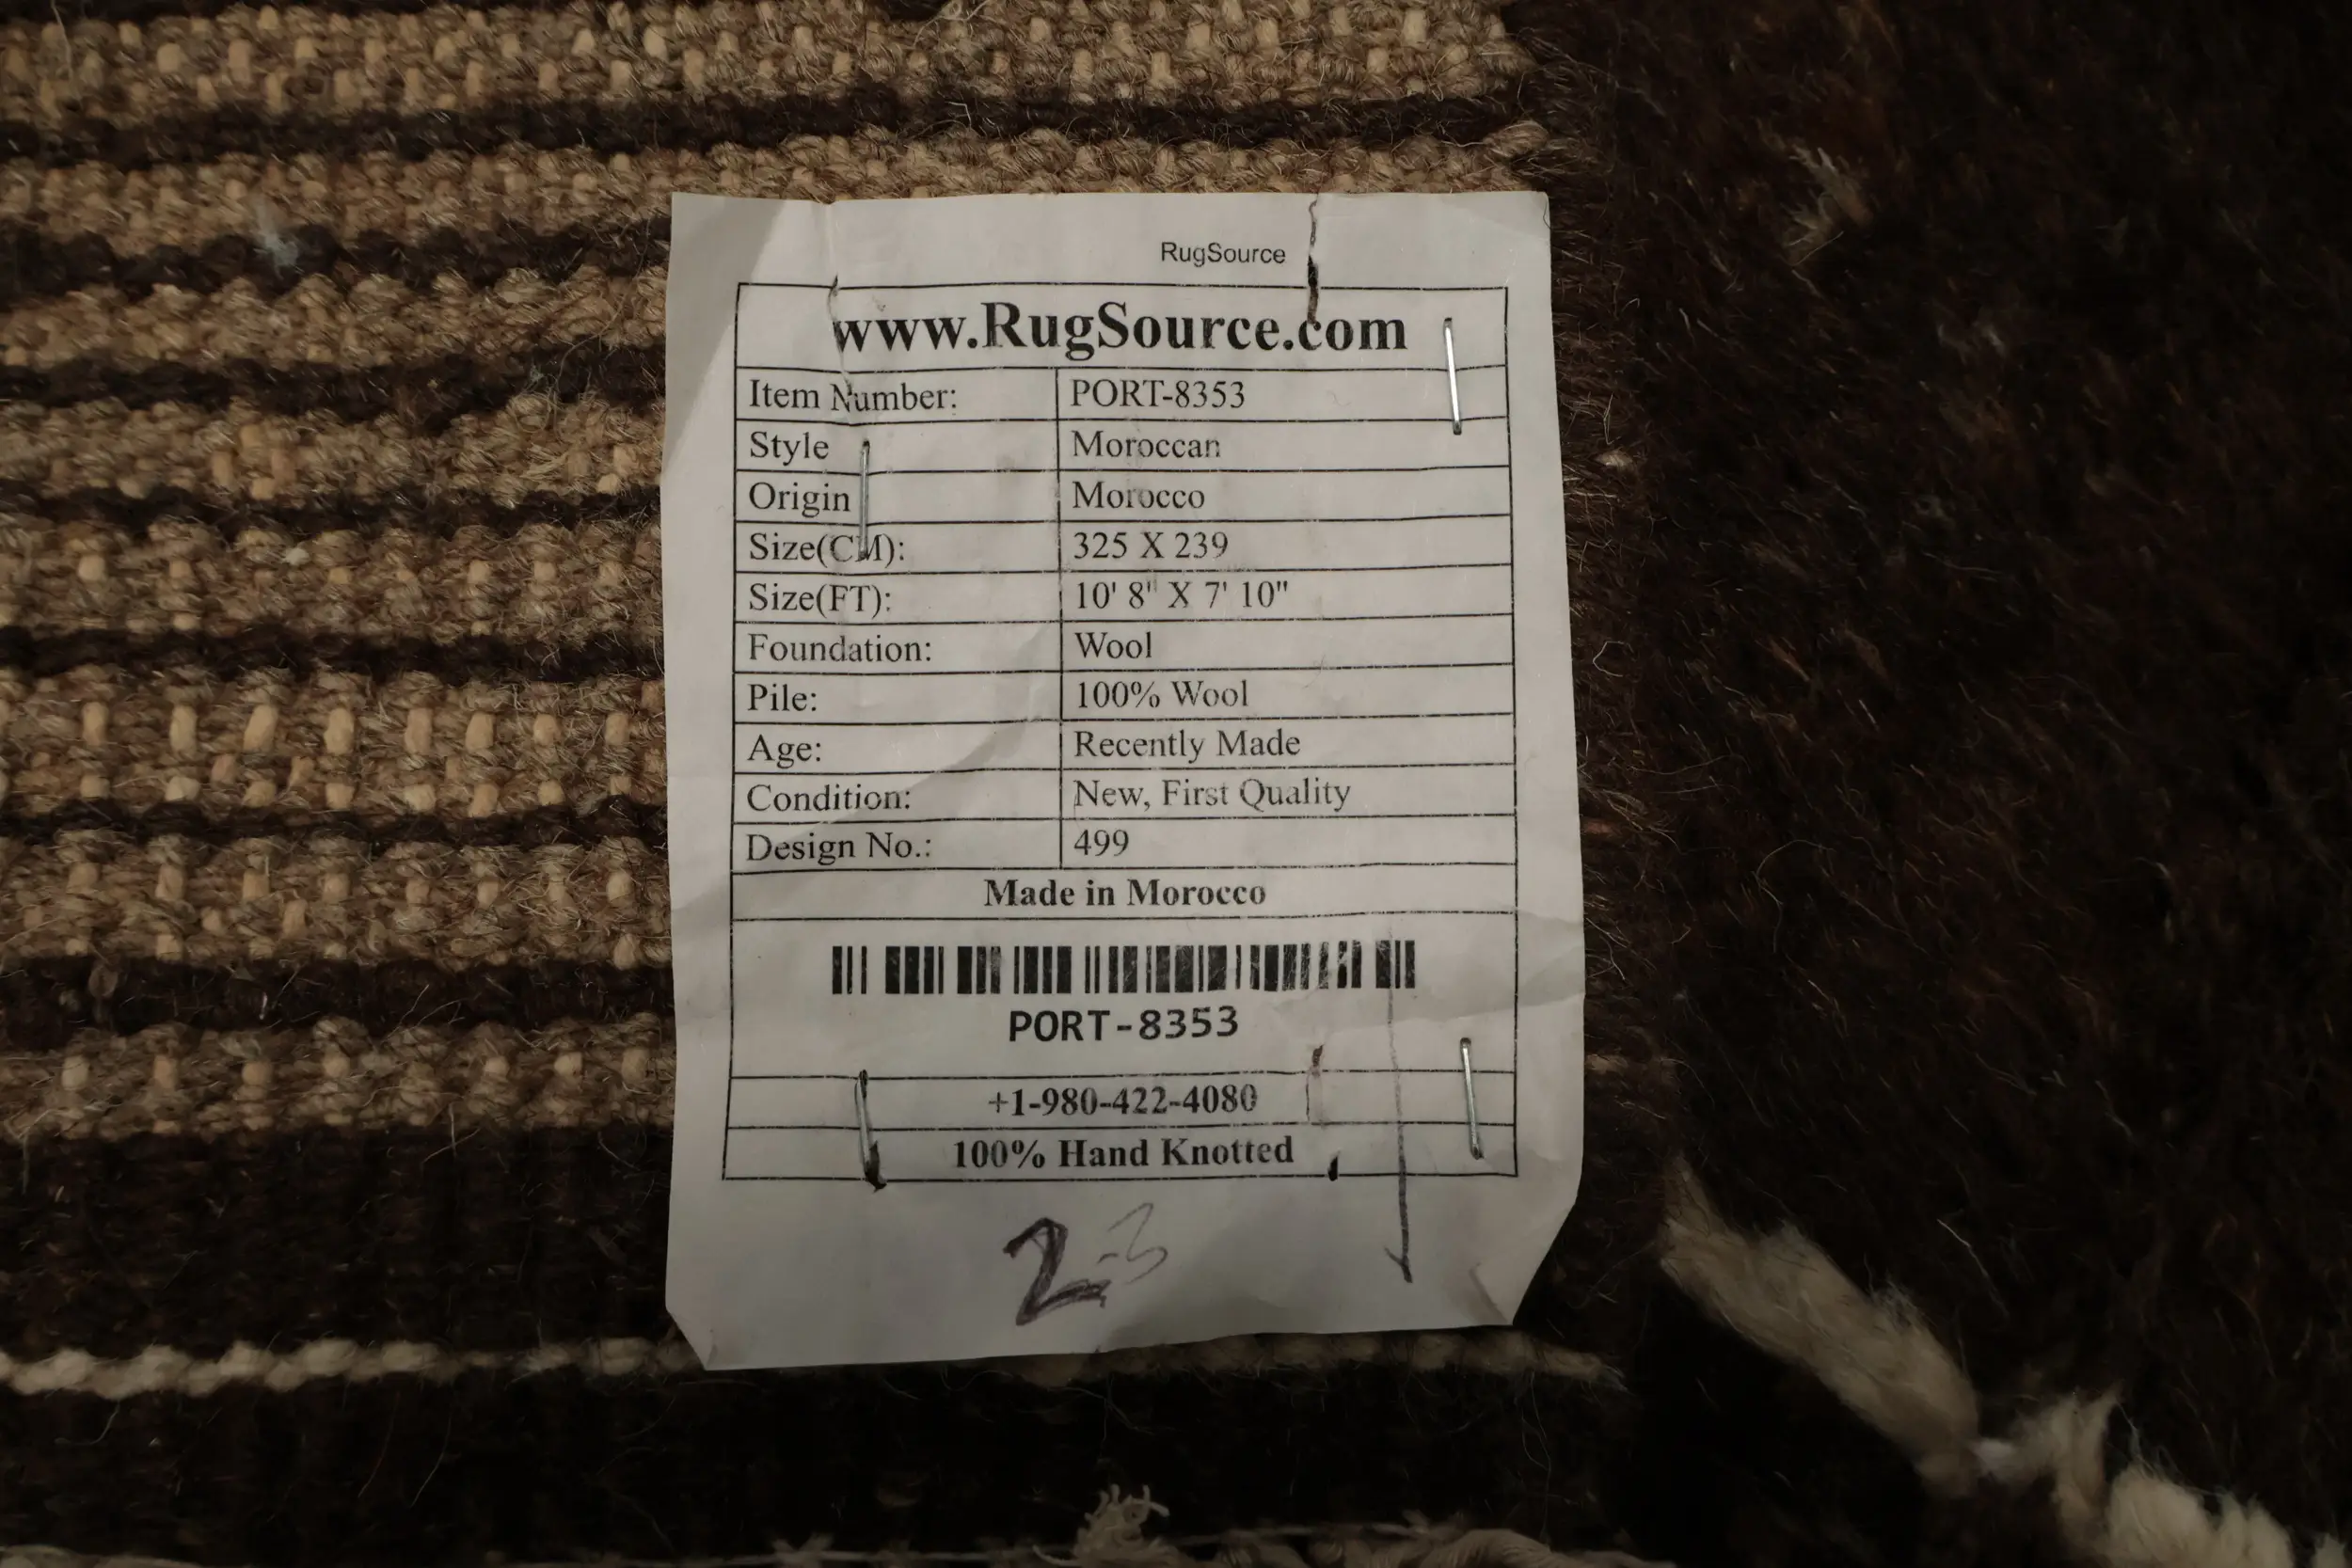 RugSource
www.RugSource.com
Item Number: PORT-8353
Style Moroccan
Origin Morocco
Size(CM): 325 X 239
Size(FT): 10' 8" X 7' 10"
Foundation: Wool
Pile: 100% Wool
Age: Recently Made
Condition: New, First Quality
Design No.: 499
Made in Morocco
PORT-8353
+1-980-422-4080
100% Hand Knotted
2-3